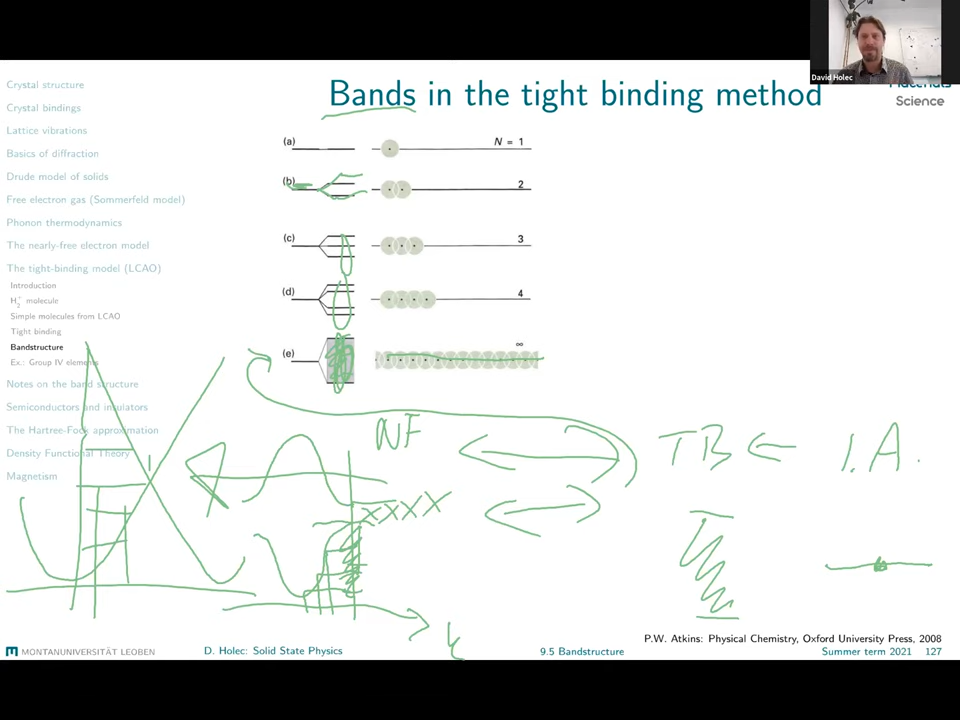 David Holec
Bands in the tight binding method
Materials
Science
Crystal structure
Crystal bindings
Lattice vibrations
Basics of diffraction
Drude model of solids
Free electron gas (Sommerfeld model)
Phonon thermodynamics
The nearly-free electron model
The tight-binding model (LCAO)
Introduction
H₂⁺ molecule
Simple molecules from LCAO
Tight binding
Bandstructure
Ex.: Group IV elements
Notes on the band structure
Semiconductors and insulators
The Hartree-Fock approximation
Density Functional Theory
Magnetism
(a) N = 1
(b) 2
(c) 3
(d) 4
(e) ∞
NF TB I.A.
XXXX
k
P.W. Atkins: Physical Chemistry, Oxford University Press, 2008
MONTANUNIVERSITÄT LEOBEN D. Holec: Solid State Physics 9.5 Bandstructure Summer term 2021 127